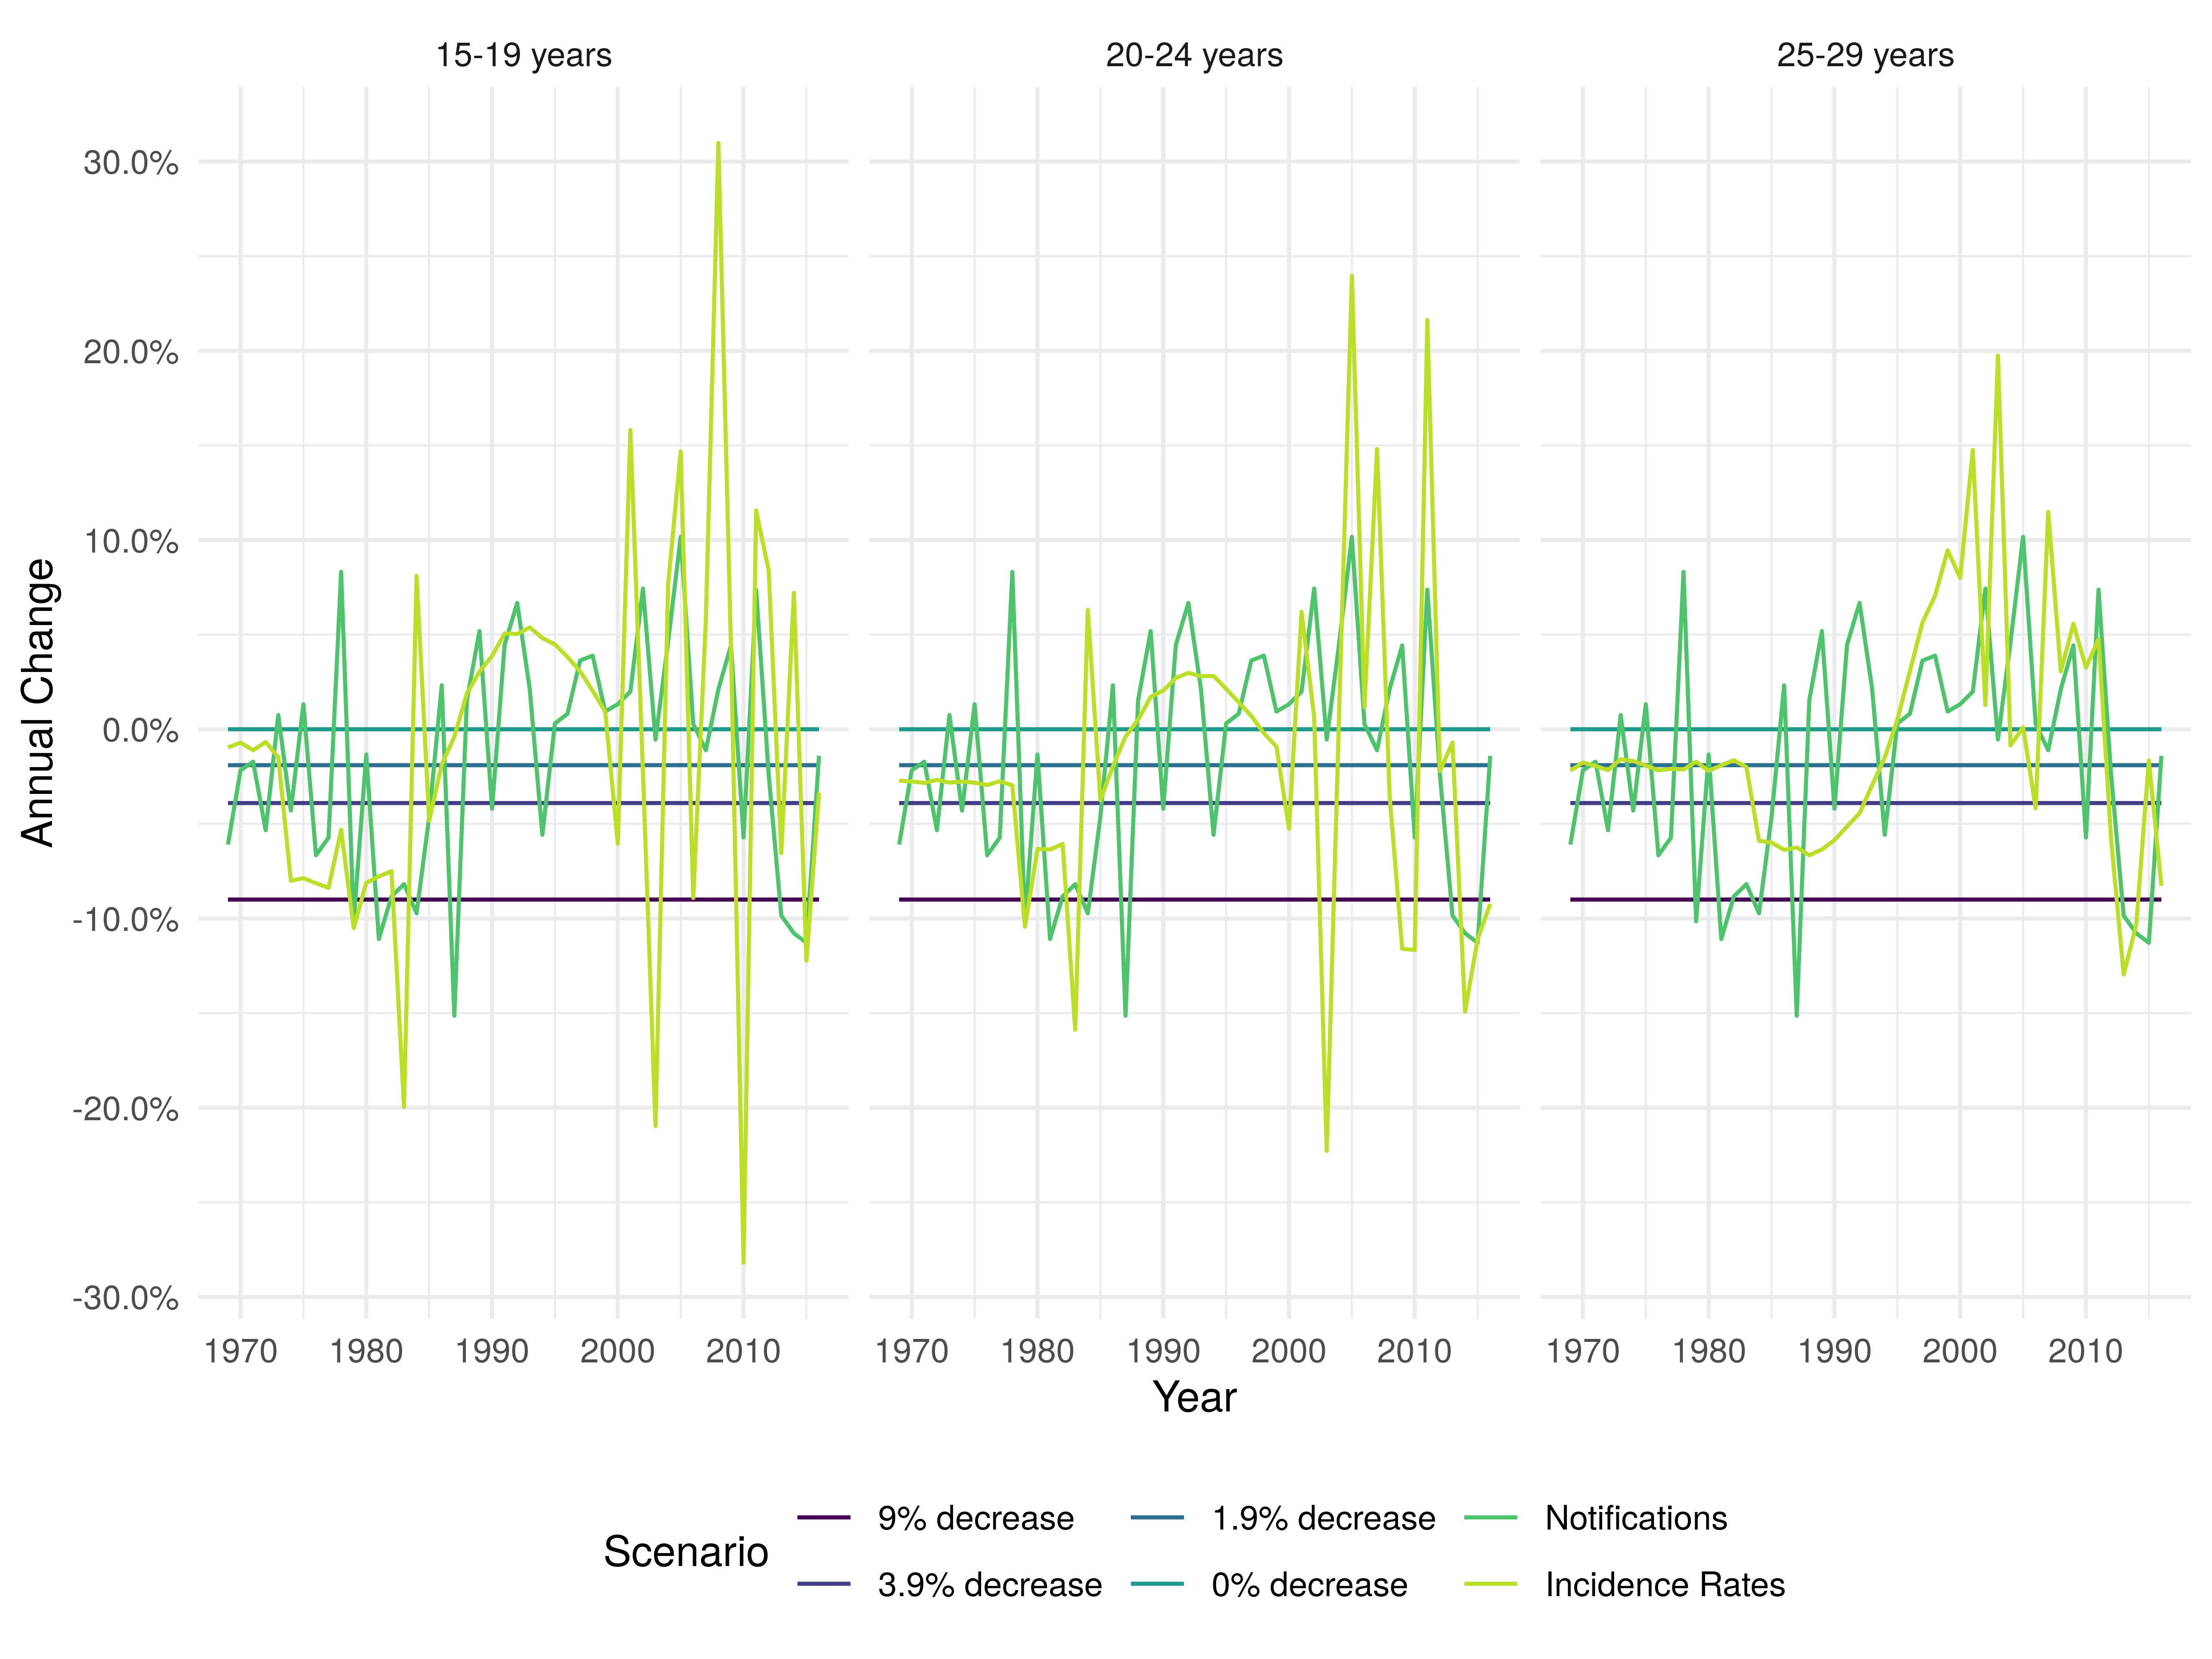 15-19 years 20-24 years 25-29 years
30.0%
20.0%
10.0%
0.0%
-10.0%
-20.0%
-30.0%
Annual Change
1970 1980 1990 2000 2010 1970 1980 1990 2000 2010 1970 1980 1990 2000 2010
Year
Scenario
9% decrease 1.9% decrease Notifications
3.9% decrease 0% decrease Incidence Rates